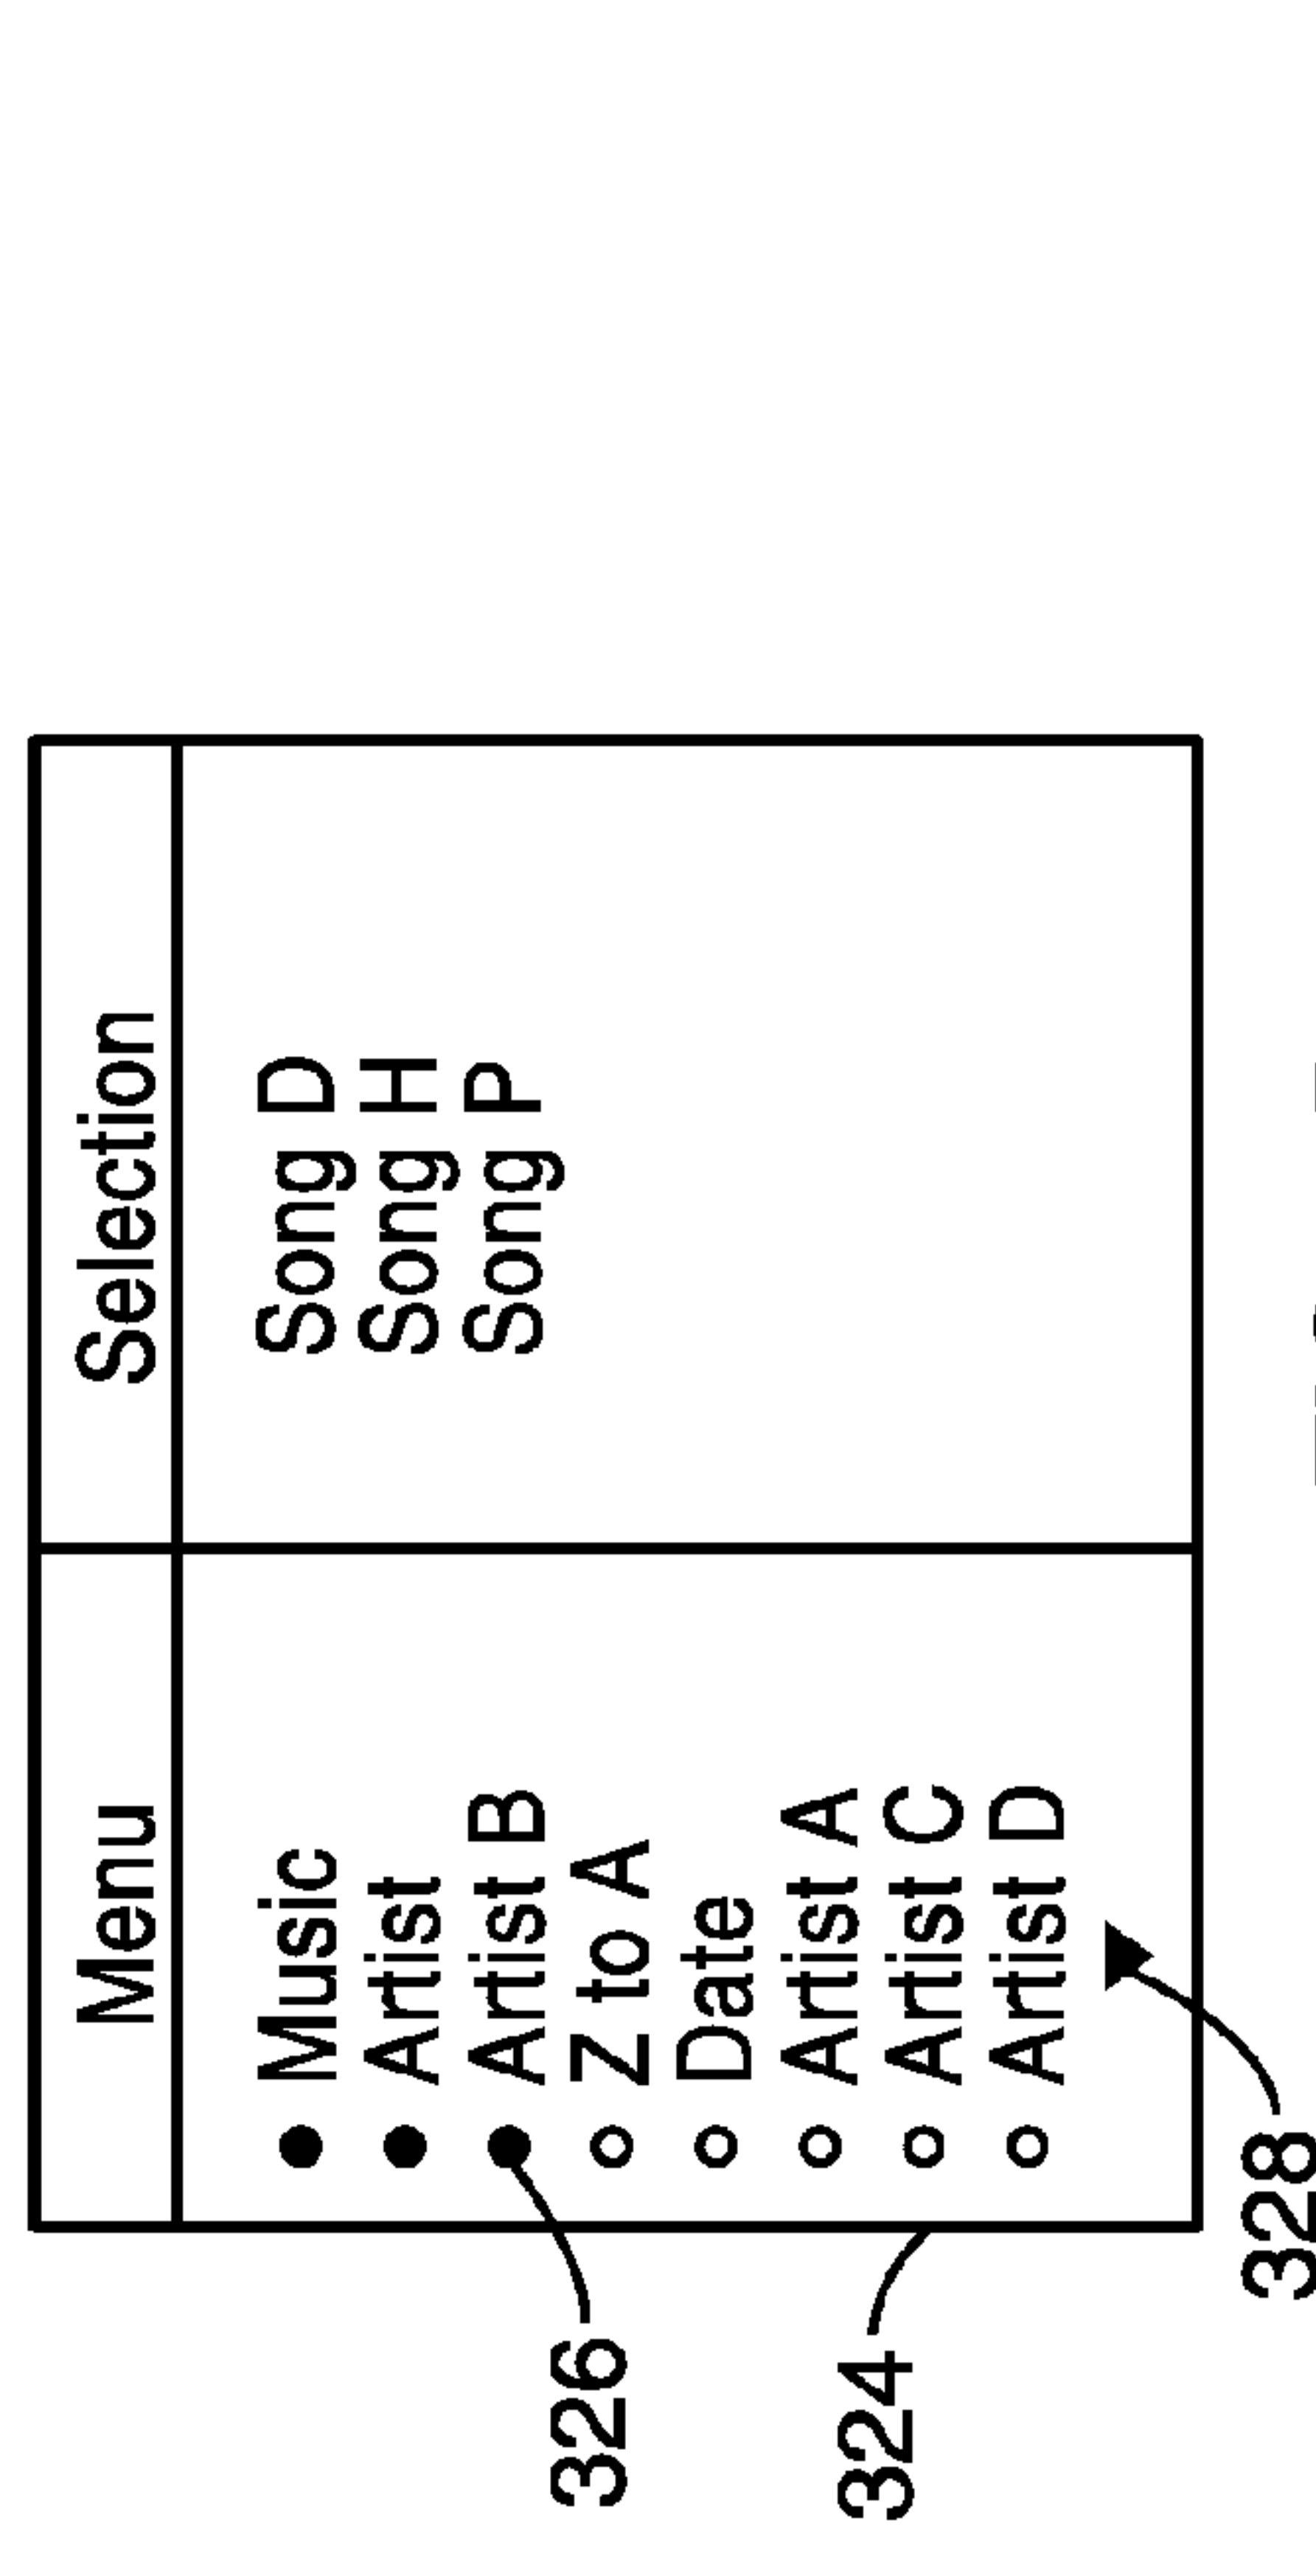 Menu Selection
● Music Song D
● Artist Song H
● Artist B Song P
○ Z to A
○ Date
○ Artist A
○ Artist C
○ Artist D
326
324
328